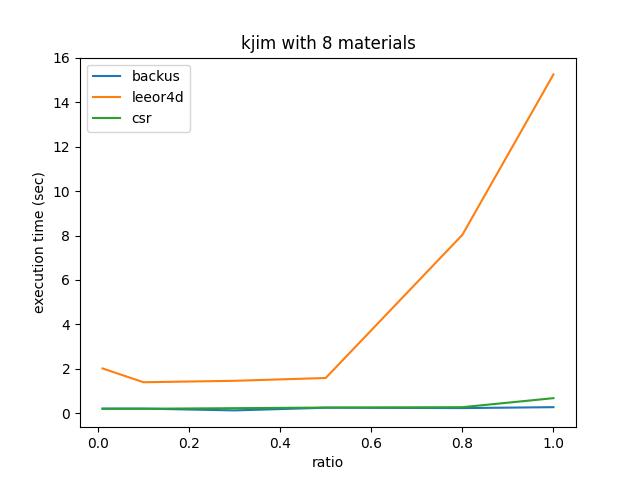 kjim with 8 materials
backus
leeor4d
csr
execution time (sec)
16
14
12
10
8
6
4
2
0
0.0 0.2 0.4 0.6 0.8 1.0
ratio